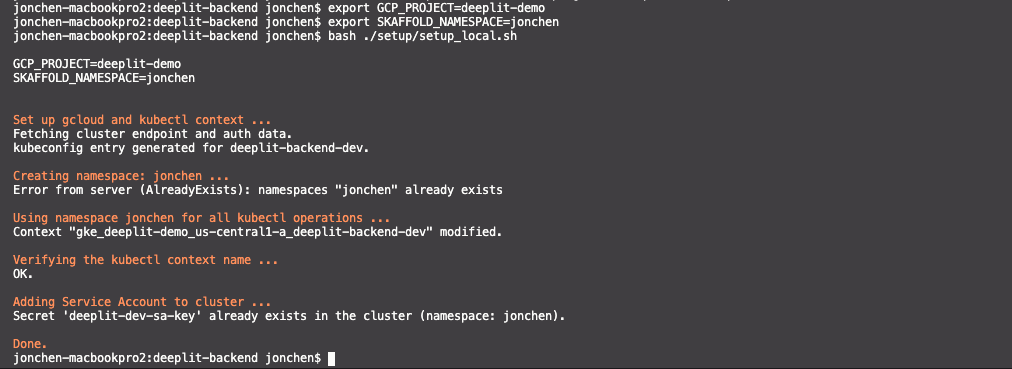 jonchen-macbookpro2:deeplit-backend jonchen$ export GCP_PROJECT=deeplit-demo
jonchen-macbookpro2:deeplit-backend jonchen$ export SKAFFOLD_NAMESPACE=jonchen
jonchen-macbookpro2:deeplit-backend jonchen$ bash ./setup/setup_local.sh
GCP_PROJECT=deeplit-demo
SKAFFOLD_NAMESPACE=jonchen
Set up gcloud and kubectl context ...
Fetching cluster endpoint and auth data.
kubeconfig entry generated for deeplit-backend-dev.
Creating namespace: jonchen ...
Error from server (AlreadyExists): namespaces "jonchen" already exists
Using namespace jonchen for all kubectl operations ...
Context "gke_deeplit-demo_us-central1-a_deeplit-backend-dev" modified.
Verifying the kubectl context name ...
OK.
Adding Service Account to cluster ...
Secret 'deeplit-dev-sa-key' already exists in the cluster (namespace: jonchen).
Done.
jonchen-macbookpro2:deeplit-backend jonchen$